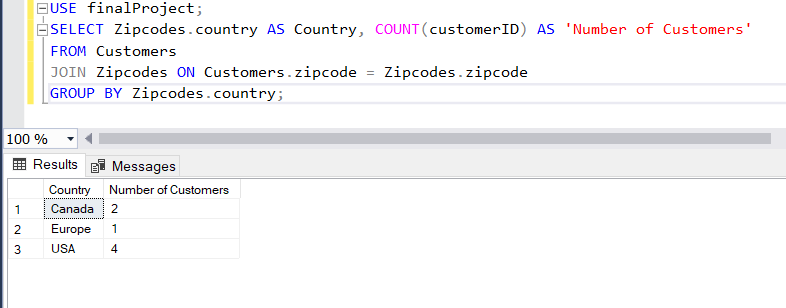 USE finalProject;
SELECT Zipcodes.country AS Country, COUNT(customerID) AS 'Number of Customers'
FROM Customers
JOIN Zipcodes ON Customers.zipcode = Zipcodes.zipcode
GROUP BY Zipcodes.country;
100 %
Results Messages
Country Number of Customers
1 Canada 2
2 Europe 1
3 USA 4